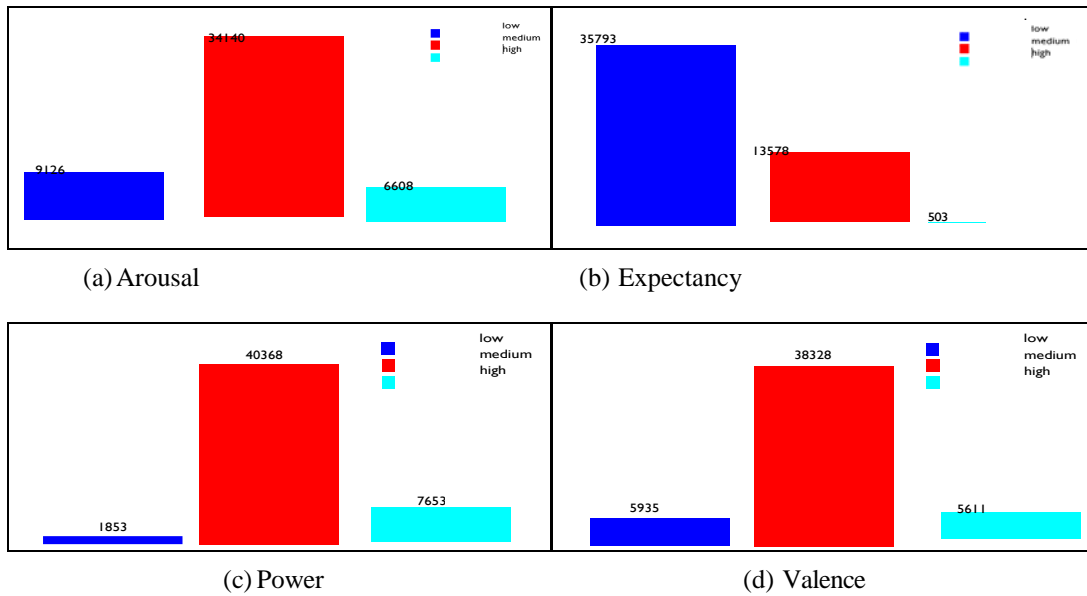 34140
9126
6608
low
medium
high
35793
13578
503
low
medium
high
(a) Arousal
(b) Expectancy
1853
40368
7653
low
medium
high
5935
38328
5611
low
medium
high
(c) Power
(d) Valence